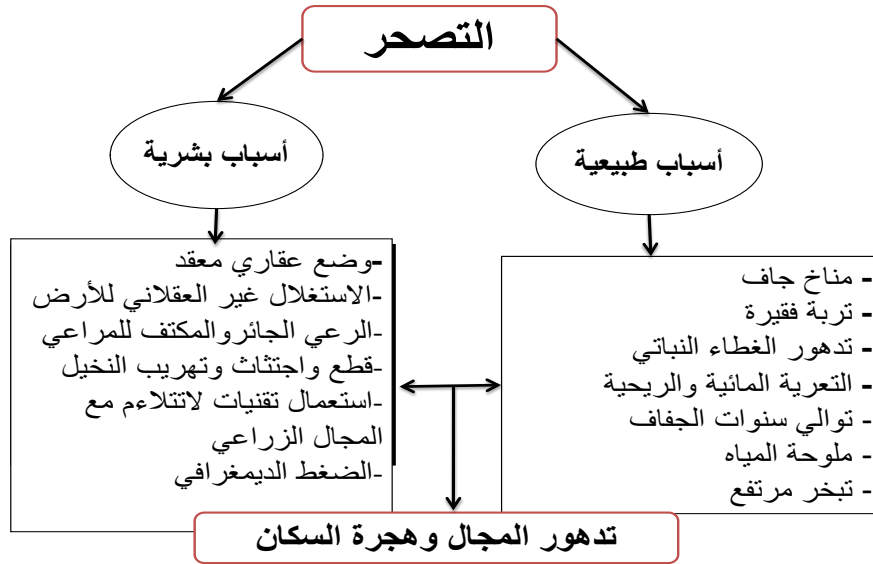 التصحر
أسباب طبيعية
أسباب بشرية
- مناخ جاف
- تربة فقيرة
- تدهور الغطاء النباتي
- التعرية المائية والريحية
- توالي سنوات الجفاف
- ملوحة المياه
- تبخر مرتفع
-وضع عقاري معقد
-الاستغلال غير العقلاني للأرض
-الرعي الجائروالمكتف للمراعي
-قطع واجتثاث وتهريب النخيل
-استعمال تقنيات لاتتلاءم مع
المجال الزراعي
-الضغط الديمغرافي
تدهور المجال وهجرة السكان